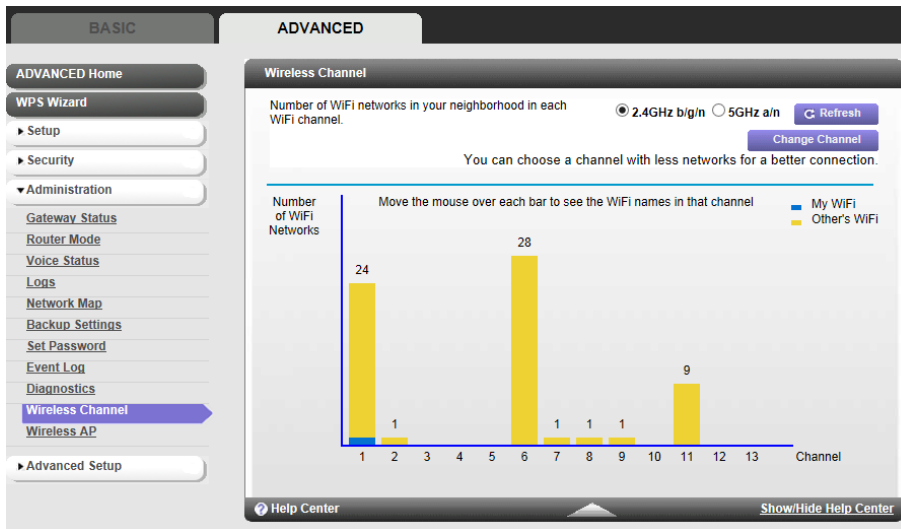 BASIC
ADVANCED
ADVANCED Home
WPS Wizard
Setup
Security
Administration
Gateway Status
Router Mode
Voice Status
Logs
Network Map
Backup Settings
Set Password
Event Log
Diagnostics
Wireless Channel
Wireless AP
Advanced Setup
Wireless Channel
Number of WiFi networks in your neighborhood in each
WiFi channel.
2.4GHz b/g/n 5GHz a/n Refresh
Change Channel
You can choose a channel with less networks for a better connection.
Number
of WiFi
Networks
Move the mouse over each bar to see the WiFi names in that channel
My WiFi
Other's WiFi
24 1 28 1 1 1 9
1 2 3 4 5 6 7 8 9 10 11 12 13 Channel
? Help Center
Show/Hide Help Center